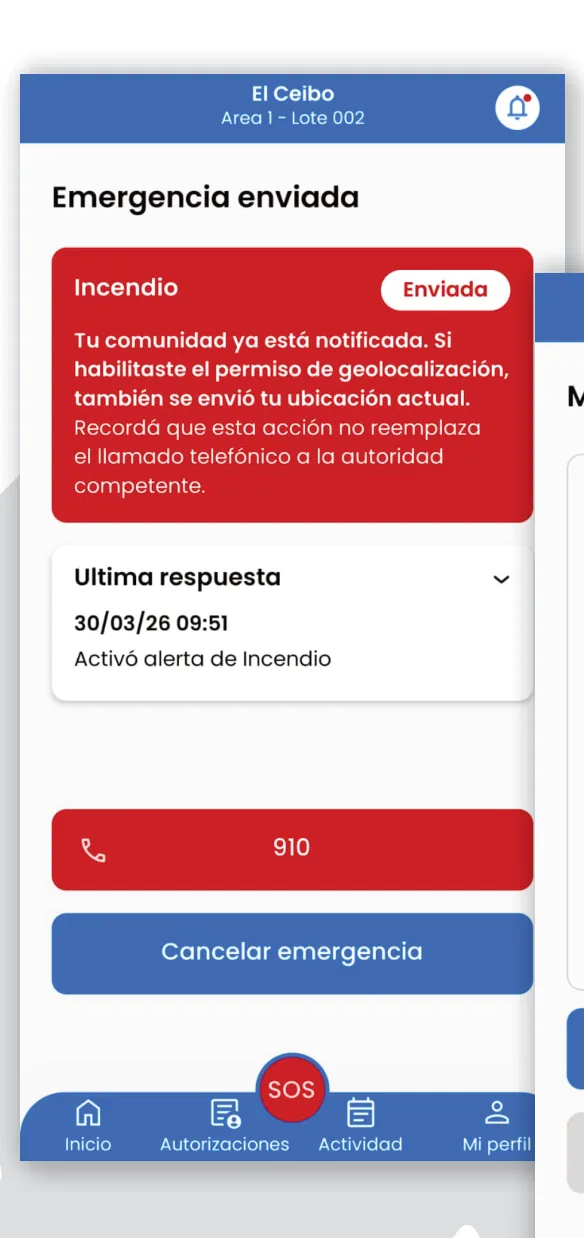 El Ceibo
Area 1 - Lote 002
Emergencia enviada
Incendio
Enviada
Tu comunidad ya está notificada. Si
habilitaste el permiso de geolocalización,
también se envió tu ubicación actual.
Recordá que esta acción no reemplaza
el llamado telefónico a la autoridad
competente.
Ultima respuesta
30/03/26 09:51
Activó alerta de Incendio
910
Cancelar emergencia
SOS
Inicio
Autorizaciones
Actividad
Mi perfil